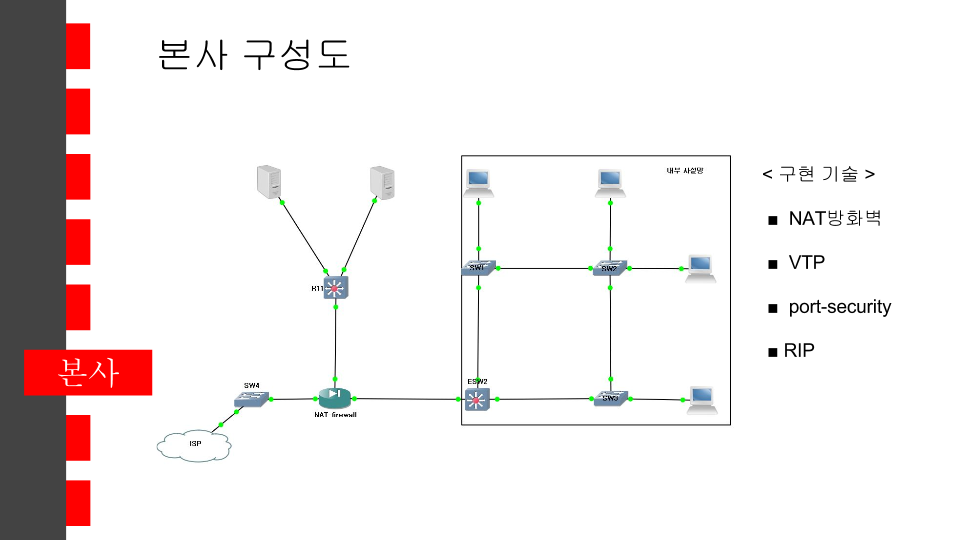 본사 구성도
내부 사설망
< 구현 기술 >
■ NAT방화벽
■ VTP
■ port-security
■ RIP
SW1
SW2
R11
본사
SW4
NAT firewall
ESW2
SW3
ISP